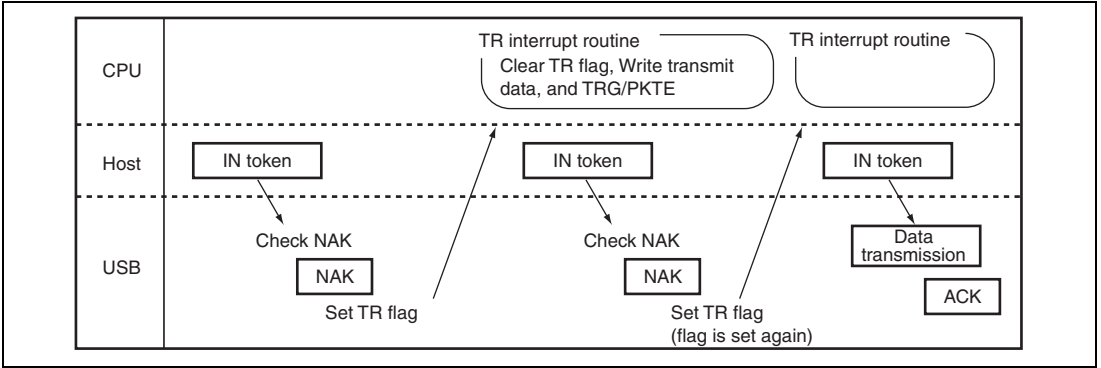 CPU
TR interrupt routine
Clear TR flag, Write transmit
data, and TRG/PKTE
TR interrupt routine
Host
IN token
IN token
IN token
USB
Check NAK
NAK
Set TR flag
Check NAK
NAK
Set TR flag
(flag is set again)
Data
transmission
ACK